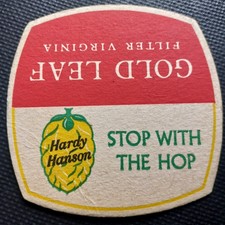 GOLD LEAF
FILTER VIRGINIA
Hardy
Hanson
STOP WITH
THE HOP